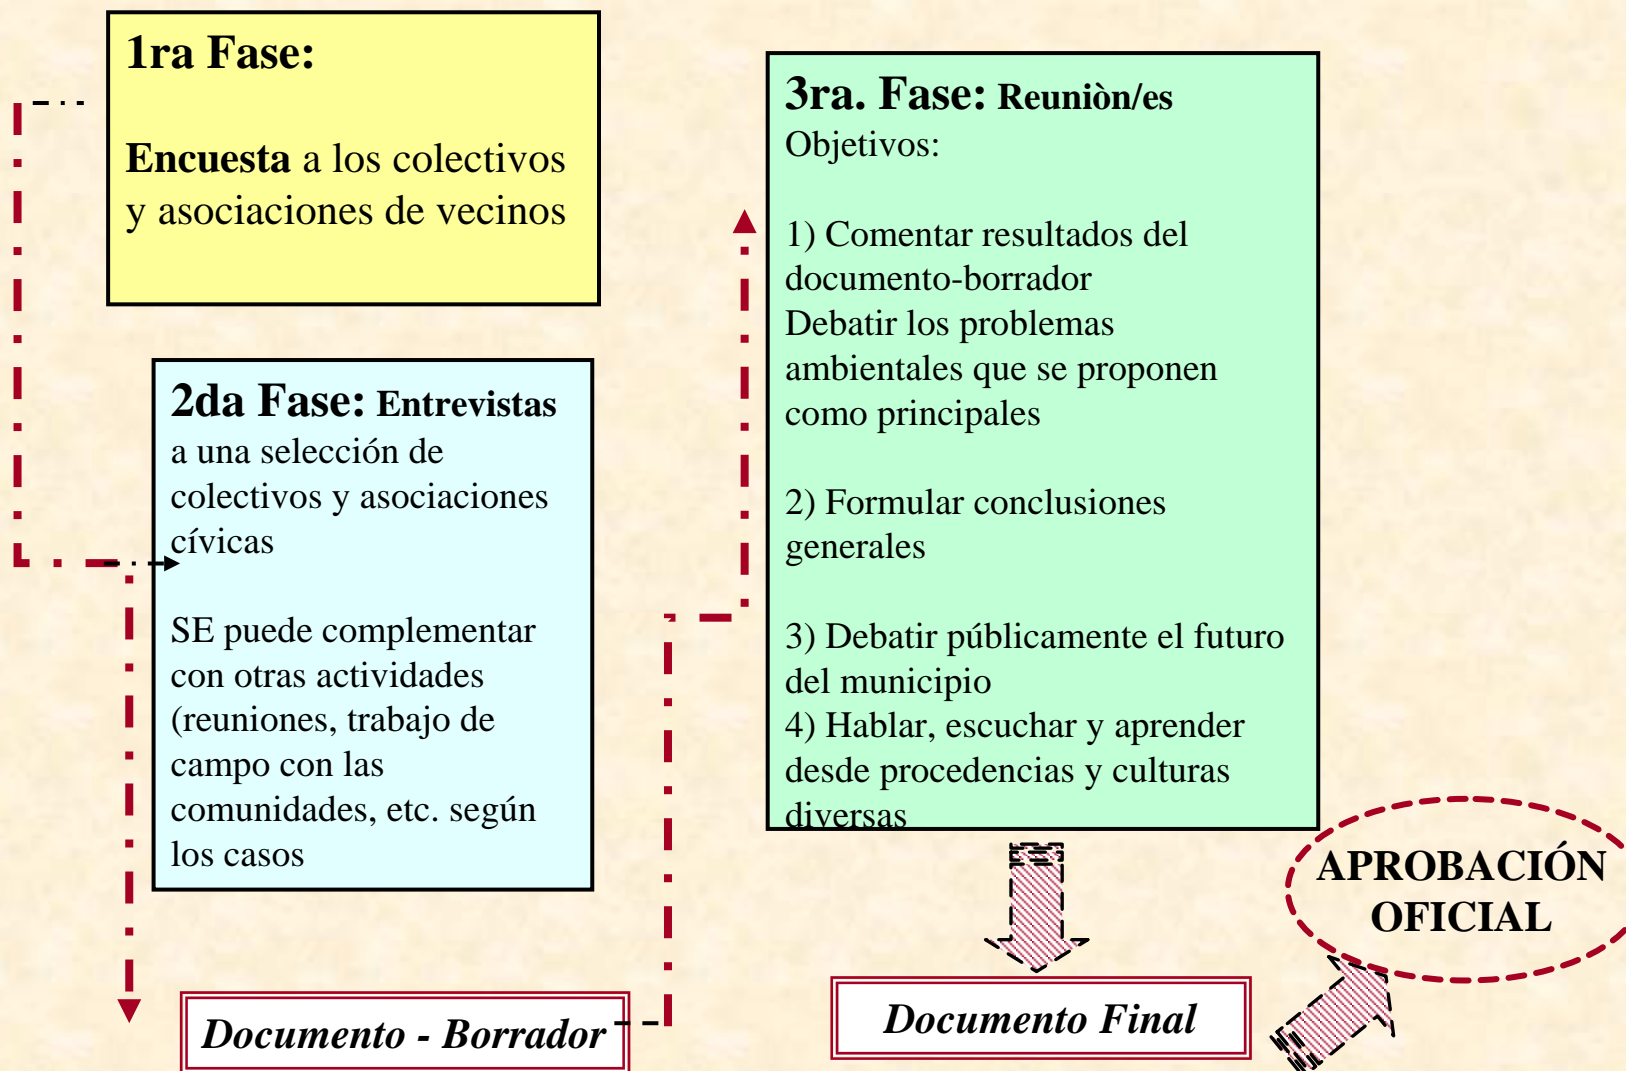 1ra Fase:
Encuesta a los colectivos
y asociaciones de vecinos
2da Fase: Entrevistas
a una selección de
colectivos y asociaciones
cívicas
SE puede complementar
con otras actividades
(reuniones, trabajo de
campo con las
comunidades, etc. según
los casos
Documento - Borrador
3ra. Fase: Reuniòn/es
Objetivos:
1) Comentar resultados del
documento-borrador
Debatir los problemas
ambientales que se proponen
como principales
2) Formular conclusiones
generales
3) Debatir públicamente el futuro
del municipio
4) Hablar, escuchar y aprender
desde procedencias y culturas
diversas
Documento Final
APROBACIÓN
OFICIAL